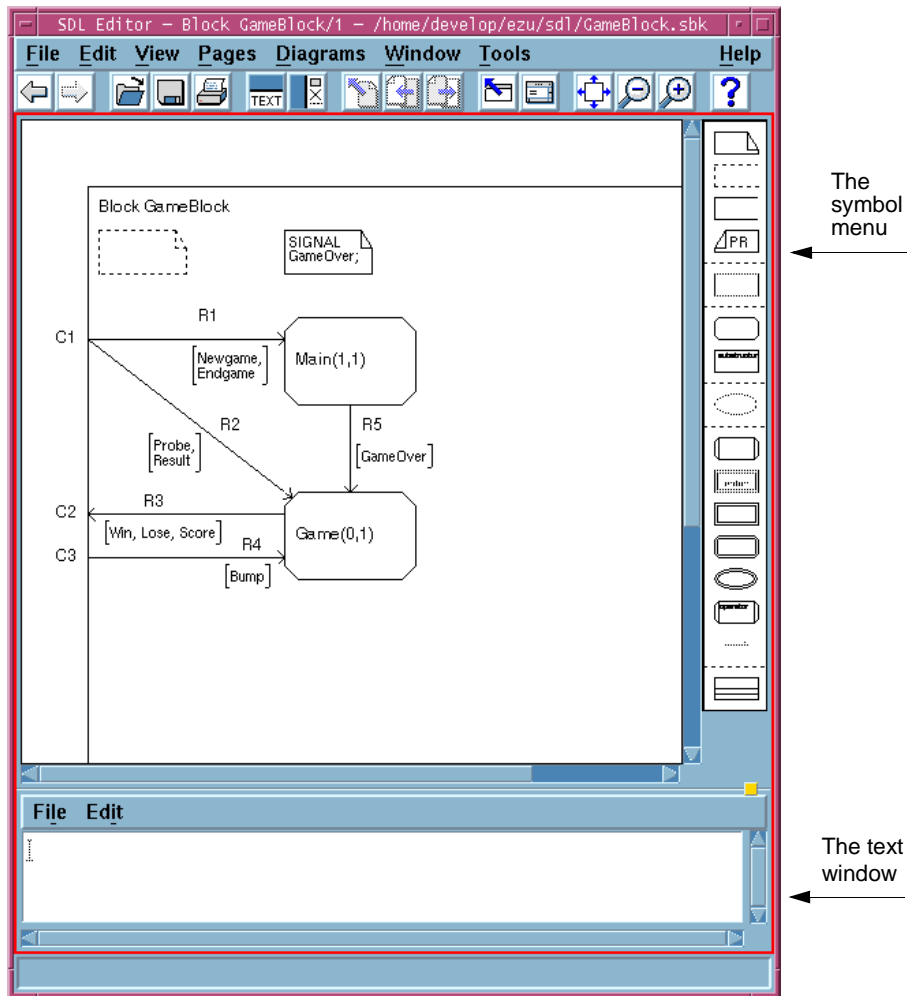 SDL Editor – Block GameBlock/1 – /home/develop/ezu/sdl/GameBlock.sbk
File Edit View Pages Diagrams Window Tools Help
TEXT
?
The
symbol
menu
PR
Block GameBlock
SIGNAL
GameOver;
R1
C1
Newgame,
Endgame
Main(1,1)
substructur
R2
R5
Probe,
Result
GameOver
R3
C2
Win, Lose, Score
R4
Game(0,1)
C3
Bump
operator
File Edit
The text
window